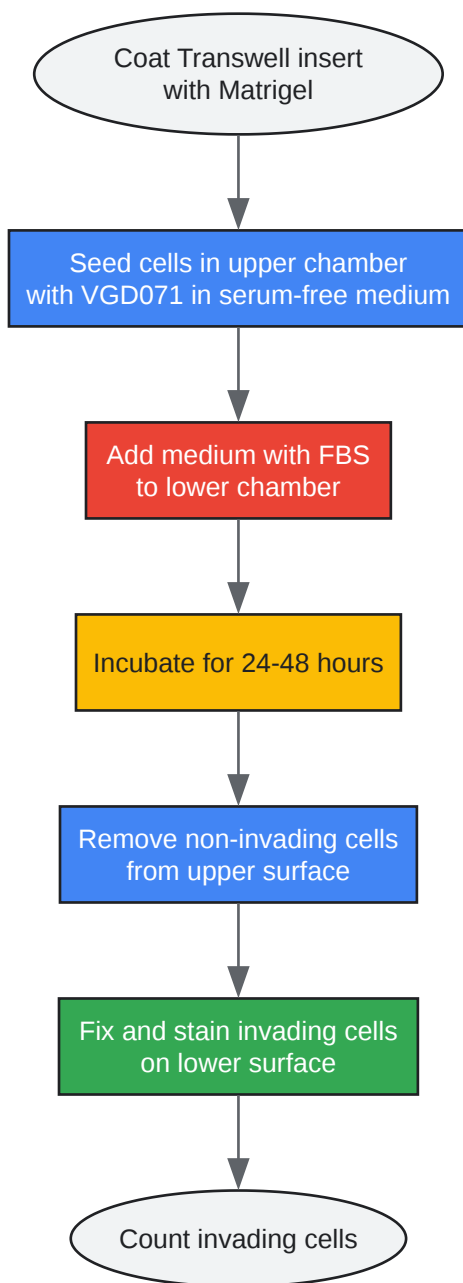 Coat Transwell insert
with Matrigel
Seed cells in upper chamber
with VGD071 in serum-free medium
Add medium with FBS
to lower chamber
Incubate for 24-48 hours
Remove non-invading cells
from upper surface
Fix and stain invading cells
on lower surface
Count invading cells